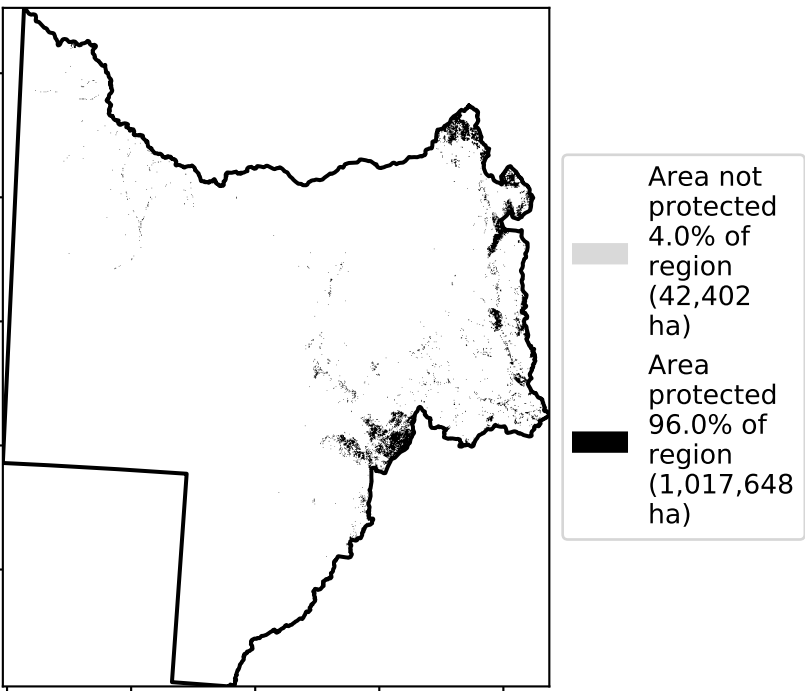 Area not
protected
4.0% of
region
(42,402
ha)
Area
protected
96.0% of
region
(1,017,648
ha)